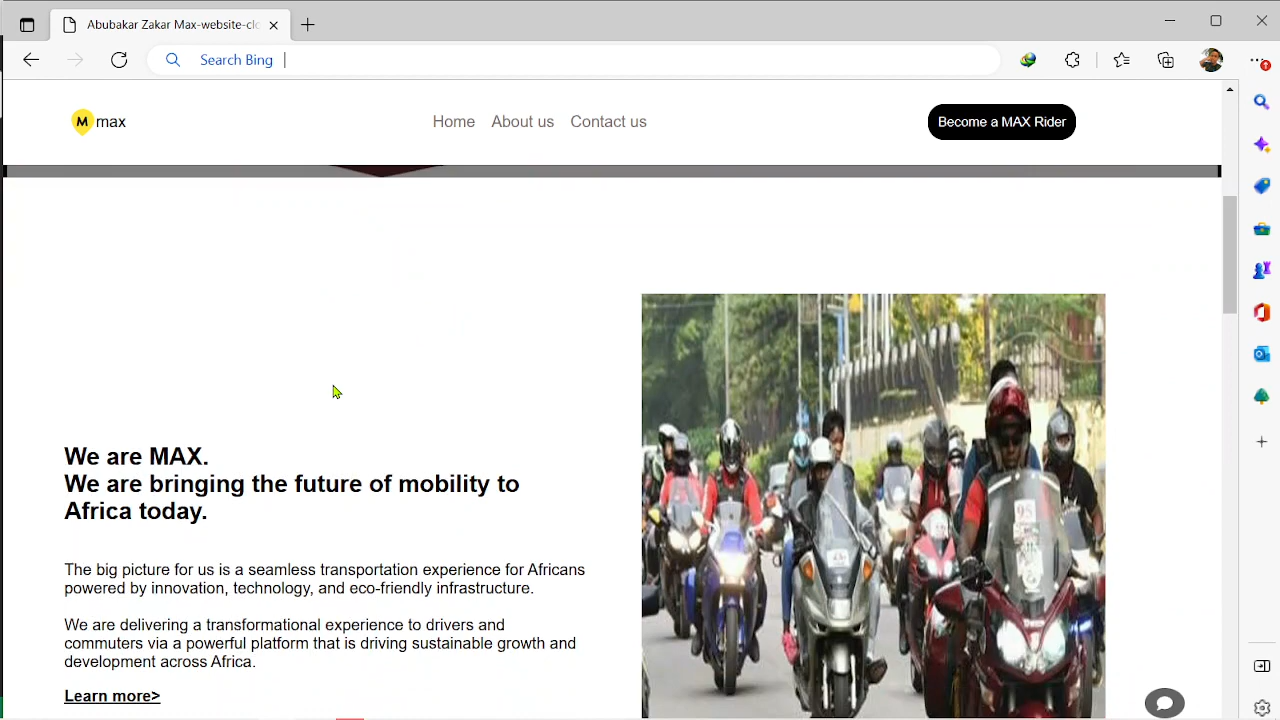 Abubakar Zakar Max-website-clo
Search Bing
M max
Home About us Contact us
Become a MAX Rider
We are MAX.
We are bringing the future of mobility to
Africa today.
The big picture for us is a seamless transportation experience for Africans
powered by innovation, technology, and eco-friendly infrastructure.
We are delivering a transformational experience to drivers and
commuters via a powerful platform that is driving sustainable growth and
development across Africa.
Learn more>
95